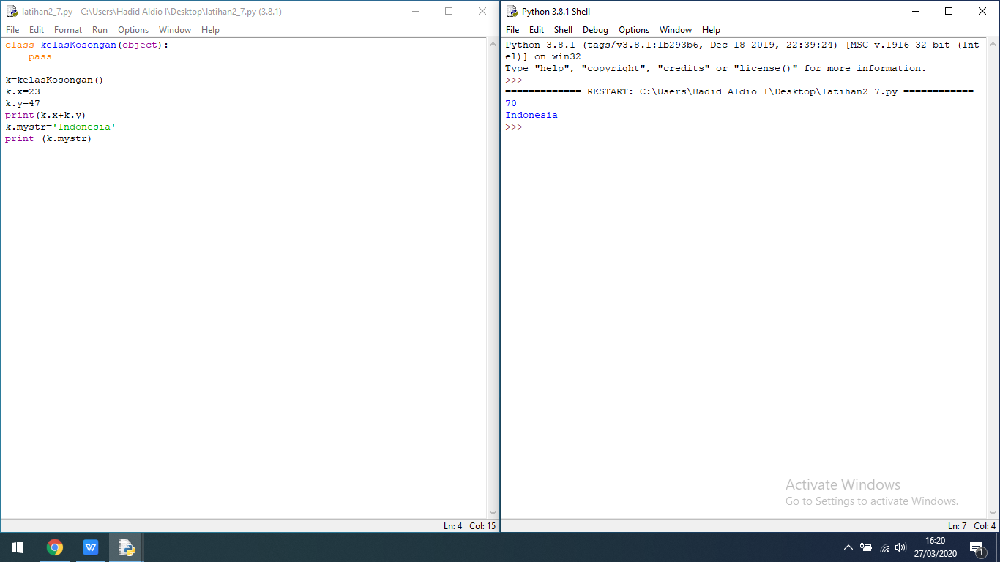 latihan2_7.py - C:\Users\Hadid Aldio I\Desktop\latihan2_7.py (3.8.1)
File Edit Format Run Options Window Help
class kelasKosongan(object):
    pass

k=kelasKosongan()
k.x=23
k.y=47
print(k.x+k.y)
k.mystr='Indonesia'
print (k.mystr)
Ln: 4 Col: 15
Python 3.8.1 Shell
File Edit Shell Debug Options Window Help
Python 3.8.1 (tags/v3.8.1:1b293b6, Dec 18 2019, 22:39:24) [MSC v.1916 32 bit (Int
el)] on win32
Type "help", "copyright", "credits" or "license()" for more information.
>>>
============= RESTART: C:\Users\Hadid Aldio I\Desktop\latihan2_7.py ============
70
Indonesia
>>>
Activate Windows
Go to Settings to activate Windows.
Ln: 7 Col: 4
W
16:20
27/03/2020
1